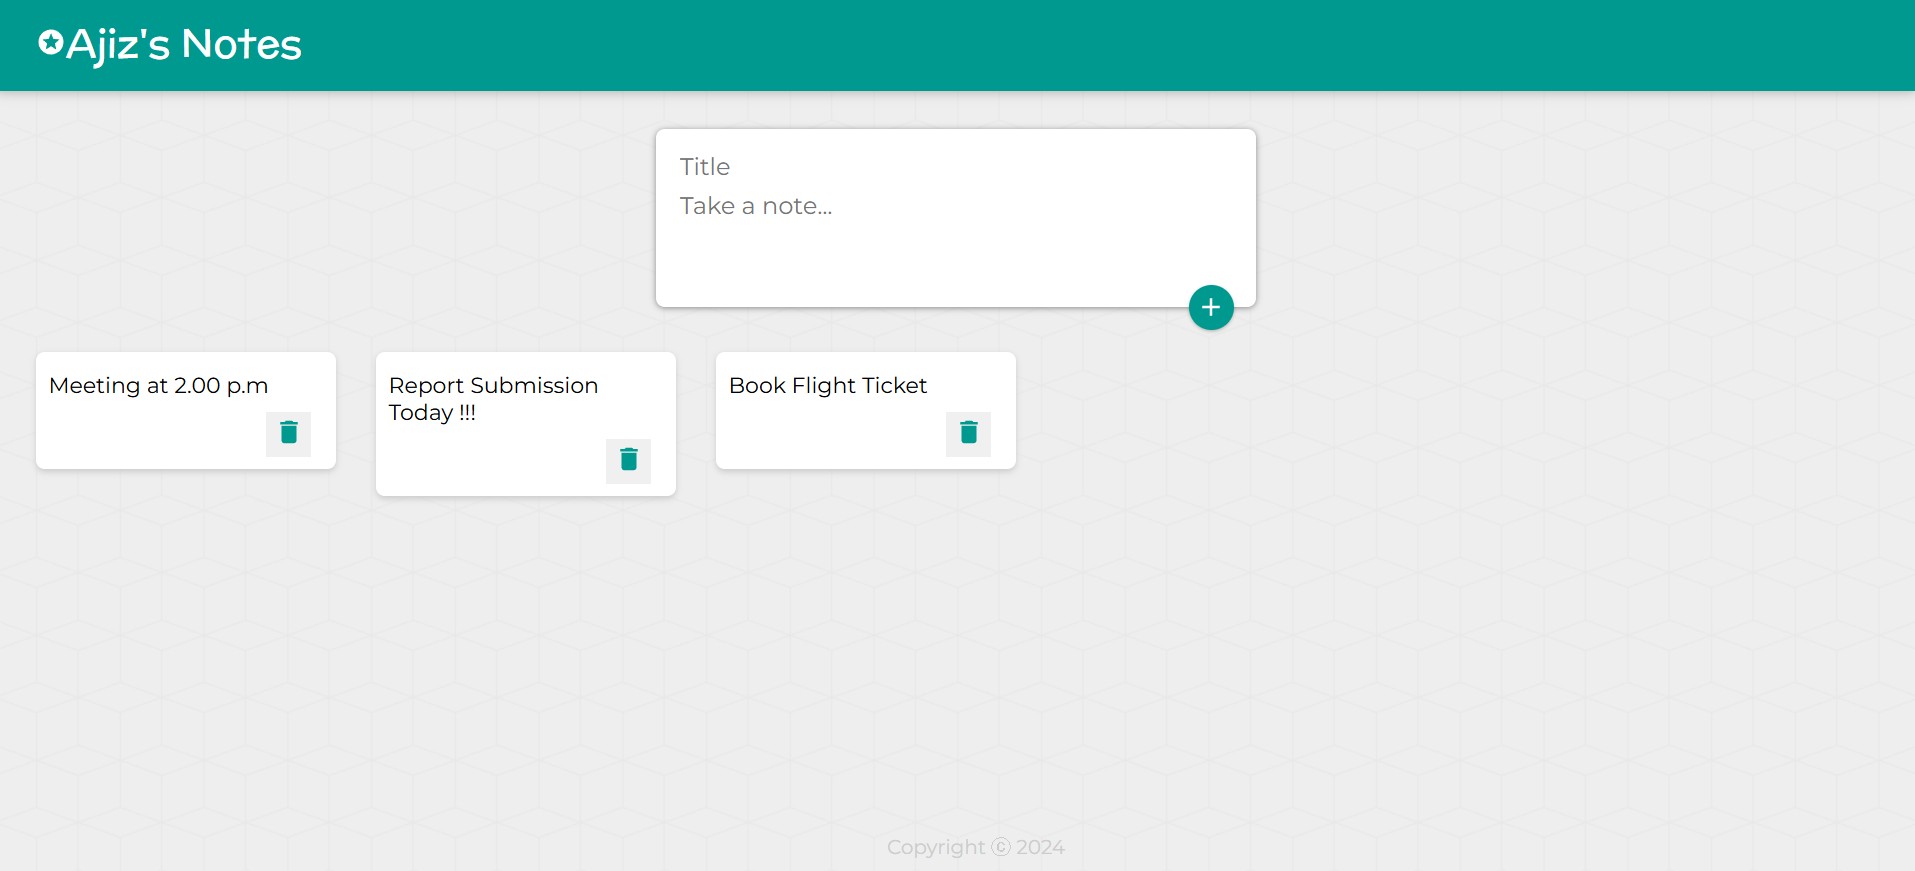 Ajiz's Notes
Title
Take a note...
Meeting at 2.00 p.m
Report Submission
Today !!!
Book Flight Ticket
Copyright ⓒ 2024